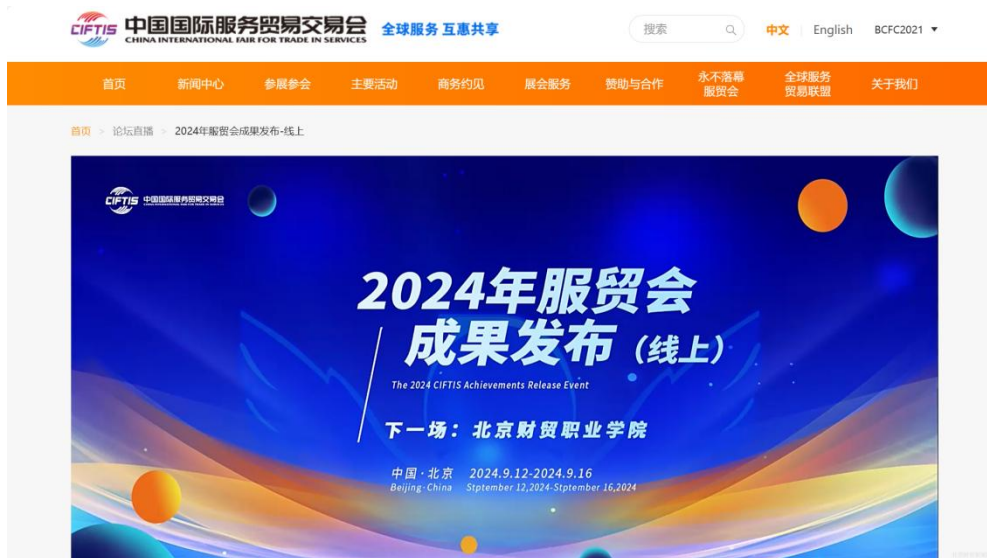 CIFTIS 中国国际服务贸易交易会 全球服务 互惠共享
CHINA INTERNATIONAL FAIR FOR TRADE IN SERVICES
搜索 中文 English BCFC2021
首页 新闻中心 参展参会 主要活动 商务约见 展会服务 赞助与合作 永不落幕 服贸会 全球服务 贸易联盟 关于我们
首页 > 论坛直播 > 2024年服贸会成果发布-线上
CIFTIS 中国国际服务贸易交易会
2024年服贸会
成果发布（线上）
The 2024 CIFTIS Achievements Release Event
下一场：北京财贸职业学院
中国·北京 2024.9.12-2024.9.16
Beijing·China Stptember 12,2024-Stptember 16,2024